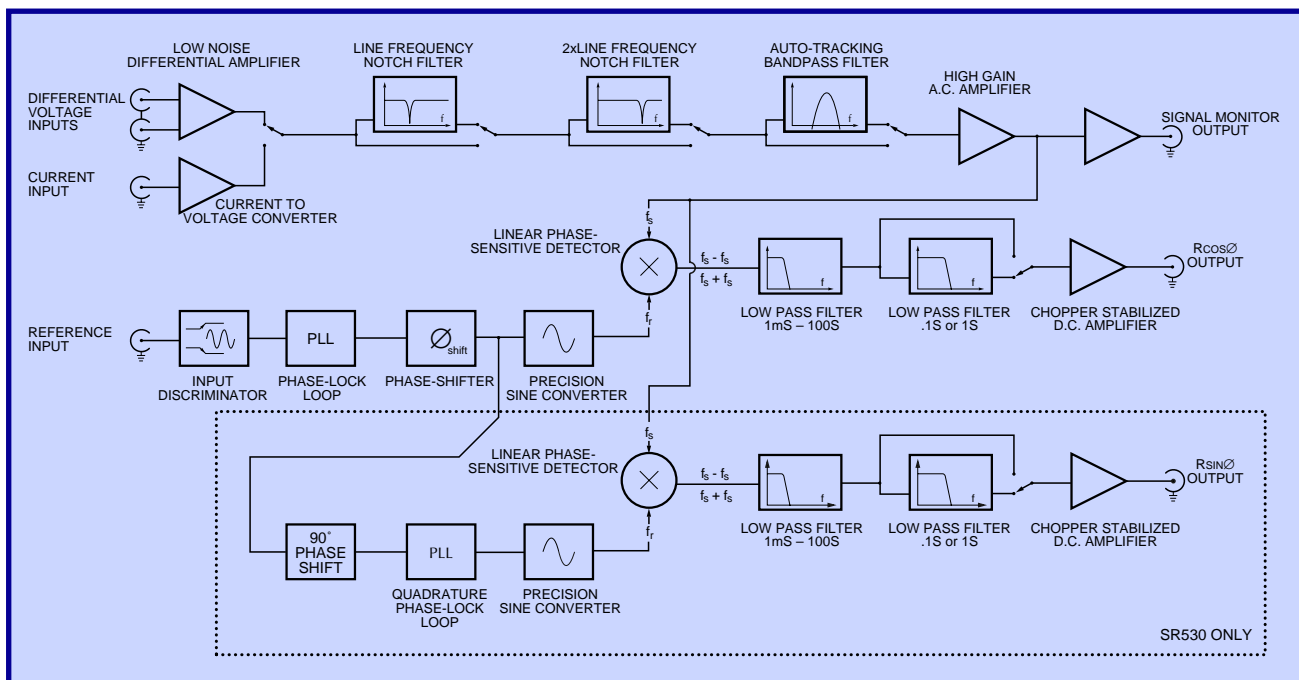 LOW NOISE
DIFFERENTIAL AMPLIFIER
LINE FREQUENCY
NOTCH FILTER
2xLINE FREQUENCY
NOTCH FILTER
AUTO-TRACKING
BANDPASS FILTER
HIGH GAIN
A.C. AMPLIFIER
DIFFERENTIAL
VOLTAGE
INPUTS
f
f
f
SIGNAL MONITOR
OUTPUT
CURRENT
INPUT
CURRENT TO
VOLTAGE CONVERTER
LINEAR PHASE-
SENSITIVE DETECTOR
fs
fs - fs
fs + fs
fr
f
LOW PASS FILTER
1mS – 100S
f
LOW PASS FILTER
.1S or 1S
CHOPPER STABILIZED
D.C. AMPLIFIER
RCOSØ
OUTPUT
REFERENCE
INPUT
INPUT
DISCRIMINATOR
PLL
PHASE-LOCK
LOOP
Øshift
PHASE-SHIFTER
PRECISION
SINE CONVERTER
LINEAR PHASE-
SENSITIVE DETECTOR
fs
fs - fs
fs + fs
fr
f
LOW PASS FILTER
1mS – 100S
f
LOW PASS FILTER
.1S or 1S
CHOPPER STABILIZED
D.C. AMPLIFIER
RSINØ
OUTPUT
90°
PHASE
SHIFT
PLL
QUADRATURE
PHASE-LOCK
LOOP
PRECISION
SINE CONVERTER
SR530 ONLY